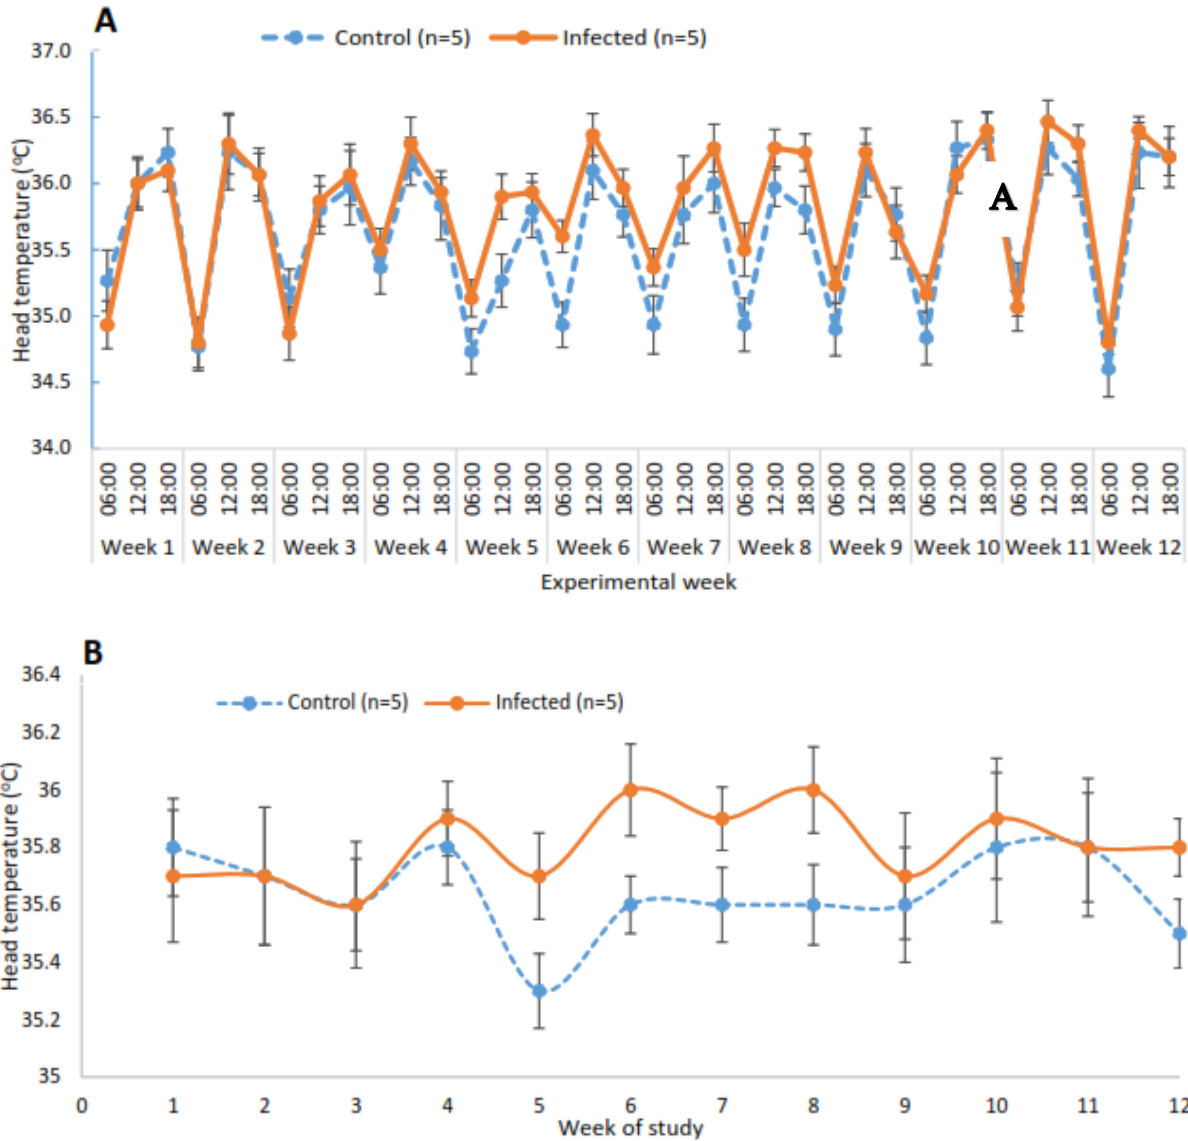 A
Control (n=5) Infected (n=5)
37.0
36.5
36.0
35.5
35.0
34.5
34.0
Head temperature (ºC)
A
06:00 12:00 18:00 06:00 12:00 18:00 06:00 12:00 18:00 06:00 12:00 18:00 06:00 12:00 18:00 06:00 12:00 18:00 06:00 12:00 18:00 06:00 12:00 18:00 06:00 12:00 18:00 06:00 12:00 18:00 06:00 12:00 18:00 06:00 12:00 18:00
Week 1 Week 2 Week 3 Week 4 Week 5 Week 6 Week 7 Week 8 Week 9 Week 10 Week 11 Week 12
Experimental week
B
Control (n=5) Infected (n=5)
36.4
36.2
36
35.8
35.6
35.4
35.2
35
Head temperature (ºC)
0 1 2 3 4 5 6 7 8 9 10 11 12
Week of study